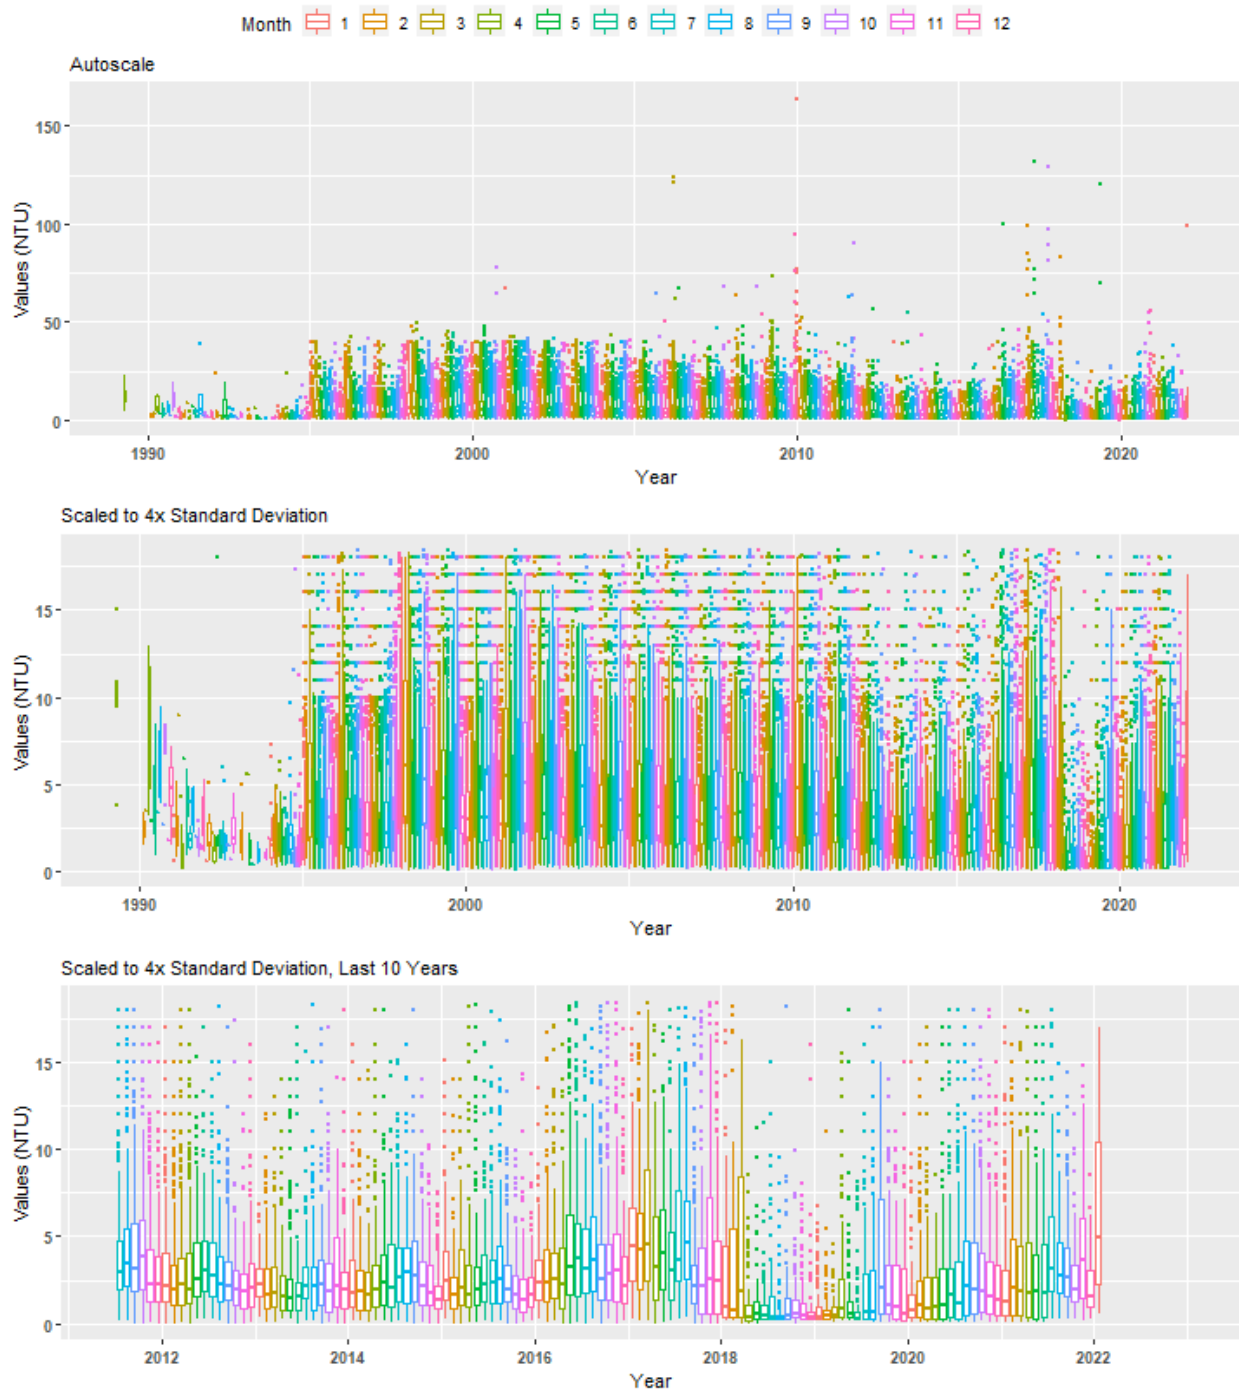 Month 1 2 3 4 5 6 7 8 9 10 11 12
Autoscale
Values (NTU)
150
100
50
0
1990 2000 2010 2020
Year
Scaled to 4x Standard Deviation
Values (NTU)
15
10
5
0
1990 2000 2010 2020
Year
Scaled to 4x Standard Deviation, Last 10 Years
Values (NTU)
15
10
5
0
2012 2014 2016 2018 2020 2022
Year